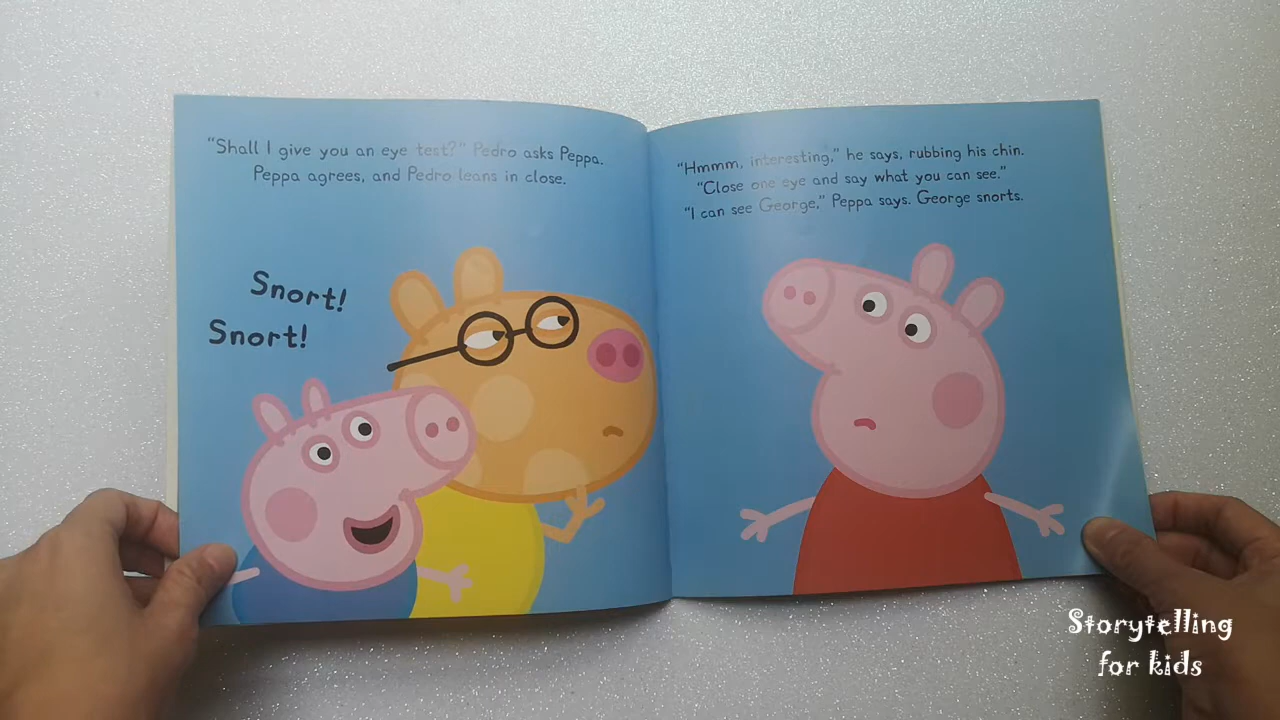 "Shall I give you an eye test?" Pedro asks Peppa.
Peppa agrees, and Pedro leans in close.
Snort!
Snort!
"Hmmm, interesting," he says, rubbing his chin.
"Close one eye and say what you can see."
"I can see George," Peppa says. George snorts.
Storytelling
for kids